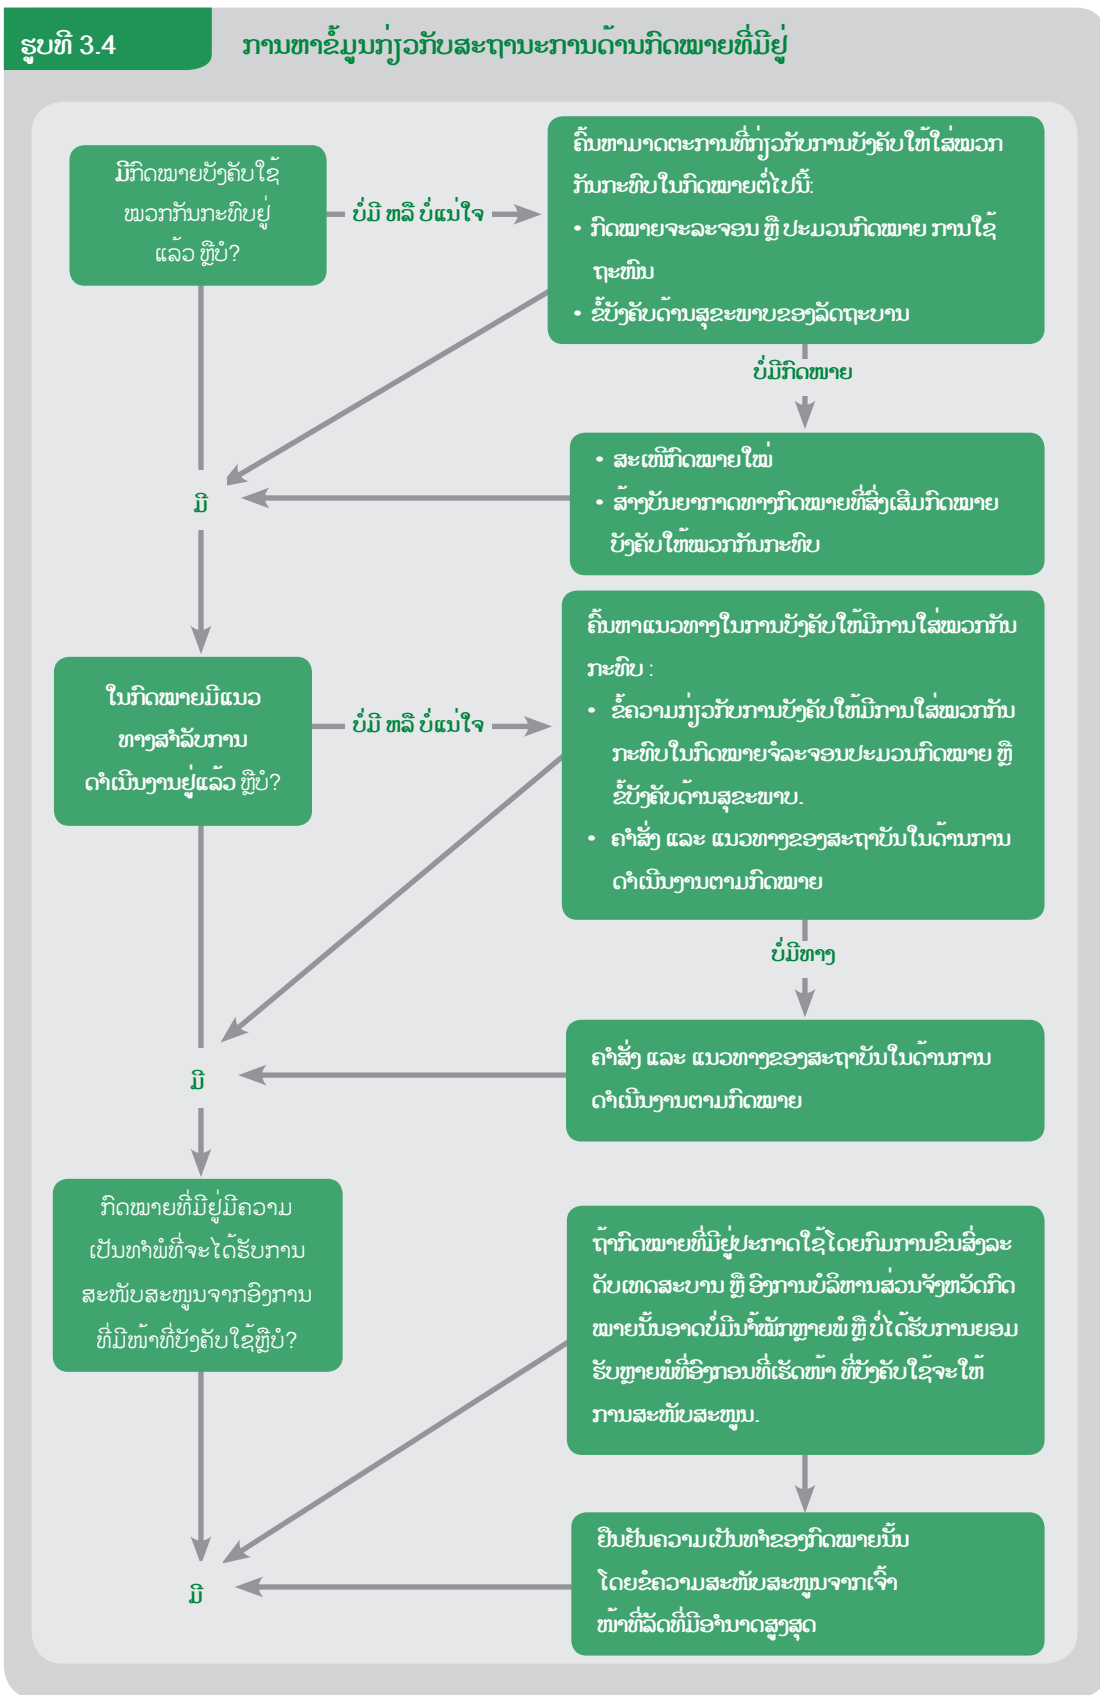 ຮູບທີ 3.4
ການຫາຂໍ້ມູນກ່ຽວກັບສະຖານະການດ້ານກົດໝາຍທີ່ມີຢູ່
ມີກົດໝາຍບັງຄັບໃຊ້
ໝວກກັນກະທົບຢູ່
ແລ້ວ ຫຼືບໍ?
ບໍ່ມີ ຫລື ບໍ່ແນ່ໃຈ
ຄົ້ນຫາມາດຕະການທີ່ກ່ຽວກັບການບັງຄັບໃຫ້ໃສ່ໝວກ
ກັນກະທົບໃນກົດໝາຍຕໍ່ໄປນີ້:
• ກົດໝາຍຈະລະຈອນ ຫຼື ປະມວນກົດໝາຍ ການໃຊ້
ຖະໜົນ
• ຂໍ້ບັງຄັບດ້ານສຸຂະພາບຂອງລັດຖະບານ
ບໍ່ມີກົດໝາຍ
• ສະເໜີກົດໝາຍໃໝ່
• ສ້າງບັນຍາກາດທາງກົດໝາຍທີ່ສົ່ງເສີມກົດໝາຍ
ບັງຄັບໃຫ້ໝວກກັນກະທົບ
ມີ
ໃນກົດໝາຍມີແນວ
ທາງສຳລັບການ
ດຳເນີນງານຢູ່ແລ້ວ ຫຼືບໍ?
ບໍ່ມີ ຫລື ບໍ່ແນ່ໃຈ
ຄົ້ນຫາແນວທາງໃນການບັງຄັບໃຫ້ມີການໃສ່ໝວກກັນ
ກະທົບ :
• ຂໍ້ຄວາມກ່ຽວກັບການບັງຄັບໃຫ້ມີການໃສ່ໝວກກັນ
ກະທົບໃນກົດໝາຍຈໍລະຈອນປະມວນກົດໝາຍ ຫຼື
ຂໍ້ບັງຄັບດ້ານສຸຂະພາບ.
• ຄຳສັ່ງ ແລະ ແນວທາງຂອງສະຖາບັນໃນດ້ານການ
ດຳເນີນງານຕາມກົດໝາຍ
ບໍ່ມີທາງ
ຄຳສັ່ງ ແລະ ແນວທາງຂອງສະຖາບັນໃນດ້ານການ
ດຳເນີນງານຕາມກົດໝາຍ
ມີ
ກົດໝາຍທີ່ມີຢູ່ມີຄວາມ
ເປັນທຳພໍທີ່ຈະໄດ້ຮັບການ
ສະໜັບສະໜູນຈາກອົງການ
ທີ່ມີໜ້າທີ່ບັງຄັບໃຊ້ຫຼືບໍ?
ຖ້າກົດໝາຍທີ່ມີຢູ່ປະກາດໃຊ້ໂດຍກົມການຂົນສົ່ງລະ
ດັບເທດສະບານ ຫຼື ອົງການບໍລິຫານສ່ວນຈັງຫວັດກົດ
ໝາຍນັ້ນອາດບໍ່ມີນ້ຳໜັກຫຼາຍພໍ ຫຼື ບໍ່ໄດ້ຮັບການຍອມ
ຮັບຫຼາຍພໍທີ່ອົງກອນທີ່ເຮັດໜ້າ ທີ່ບັງຄັບໃຊ້ຈະໃຫ້
ການສະໜັບສະໜູນ.
ຢືນຢັນຄວາມເປັນທຳຂອງກົດໝາຍນັ້ນ
ໂດຍຂໍຄວາມສະໜັບສະໜູນຈາກເຈົ້າ
ໜ້າທີ່ລັດທີ່ມີອຳນາດສູງສຸດ
ມີ